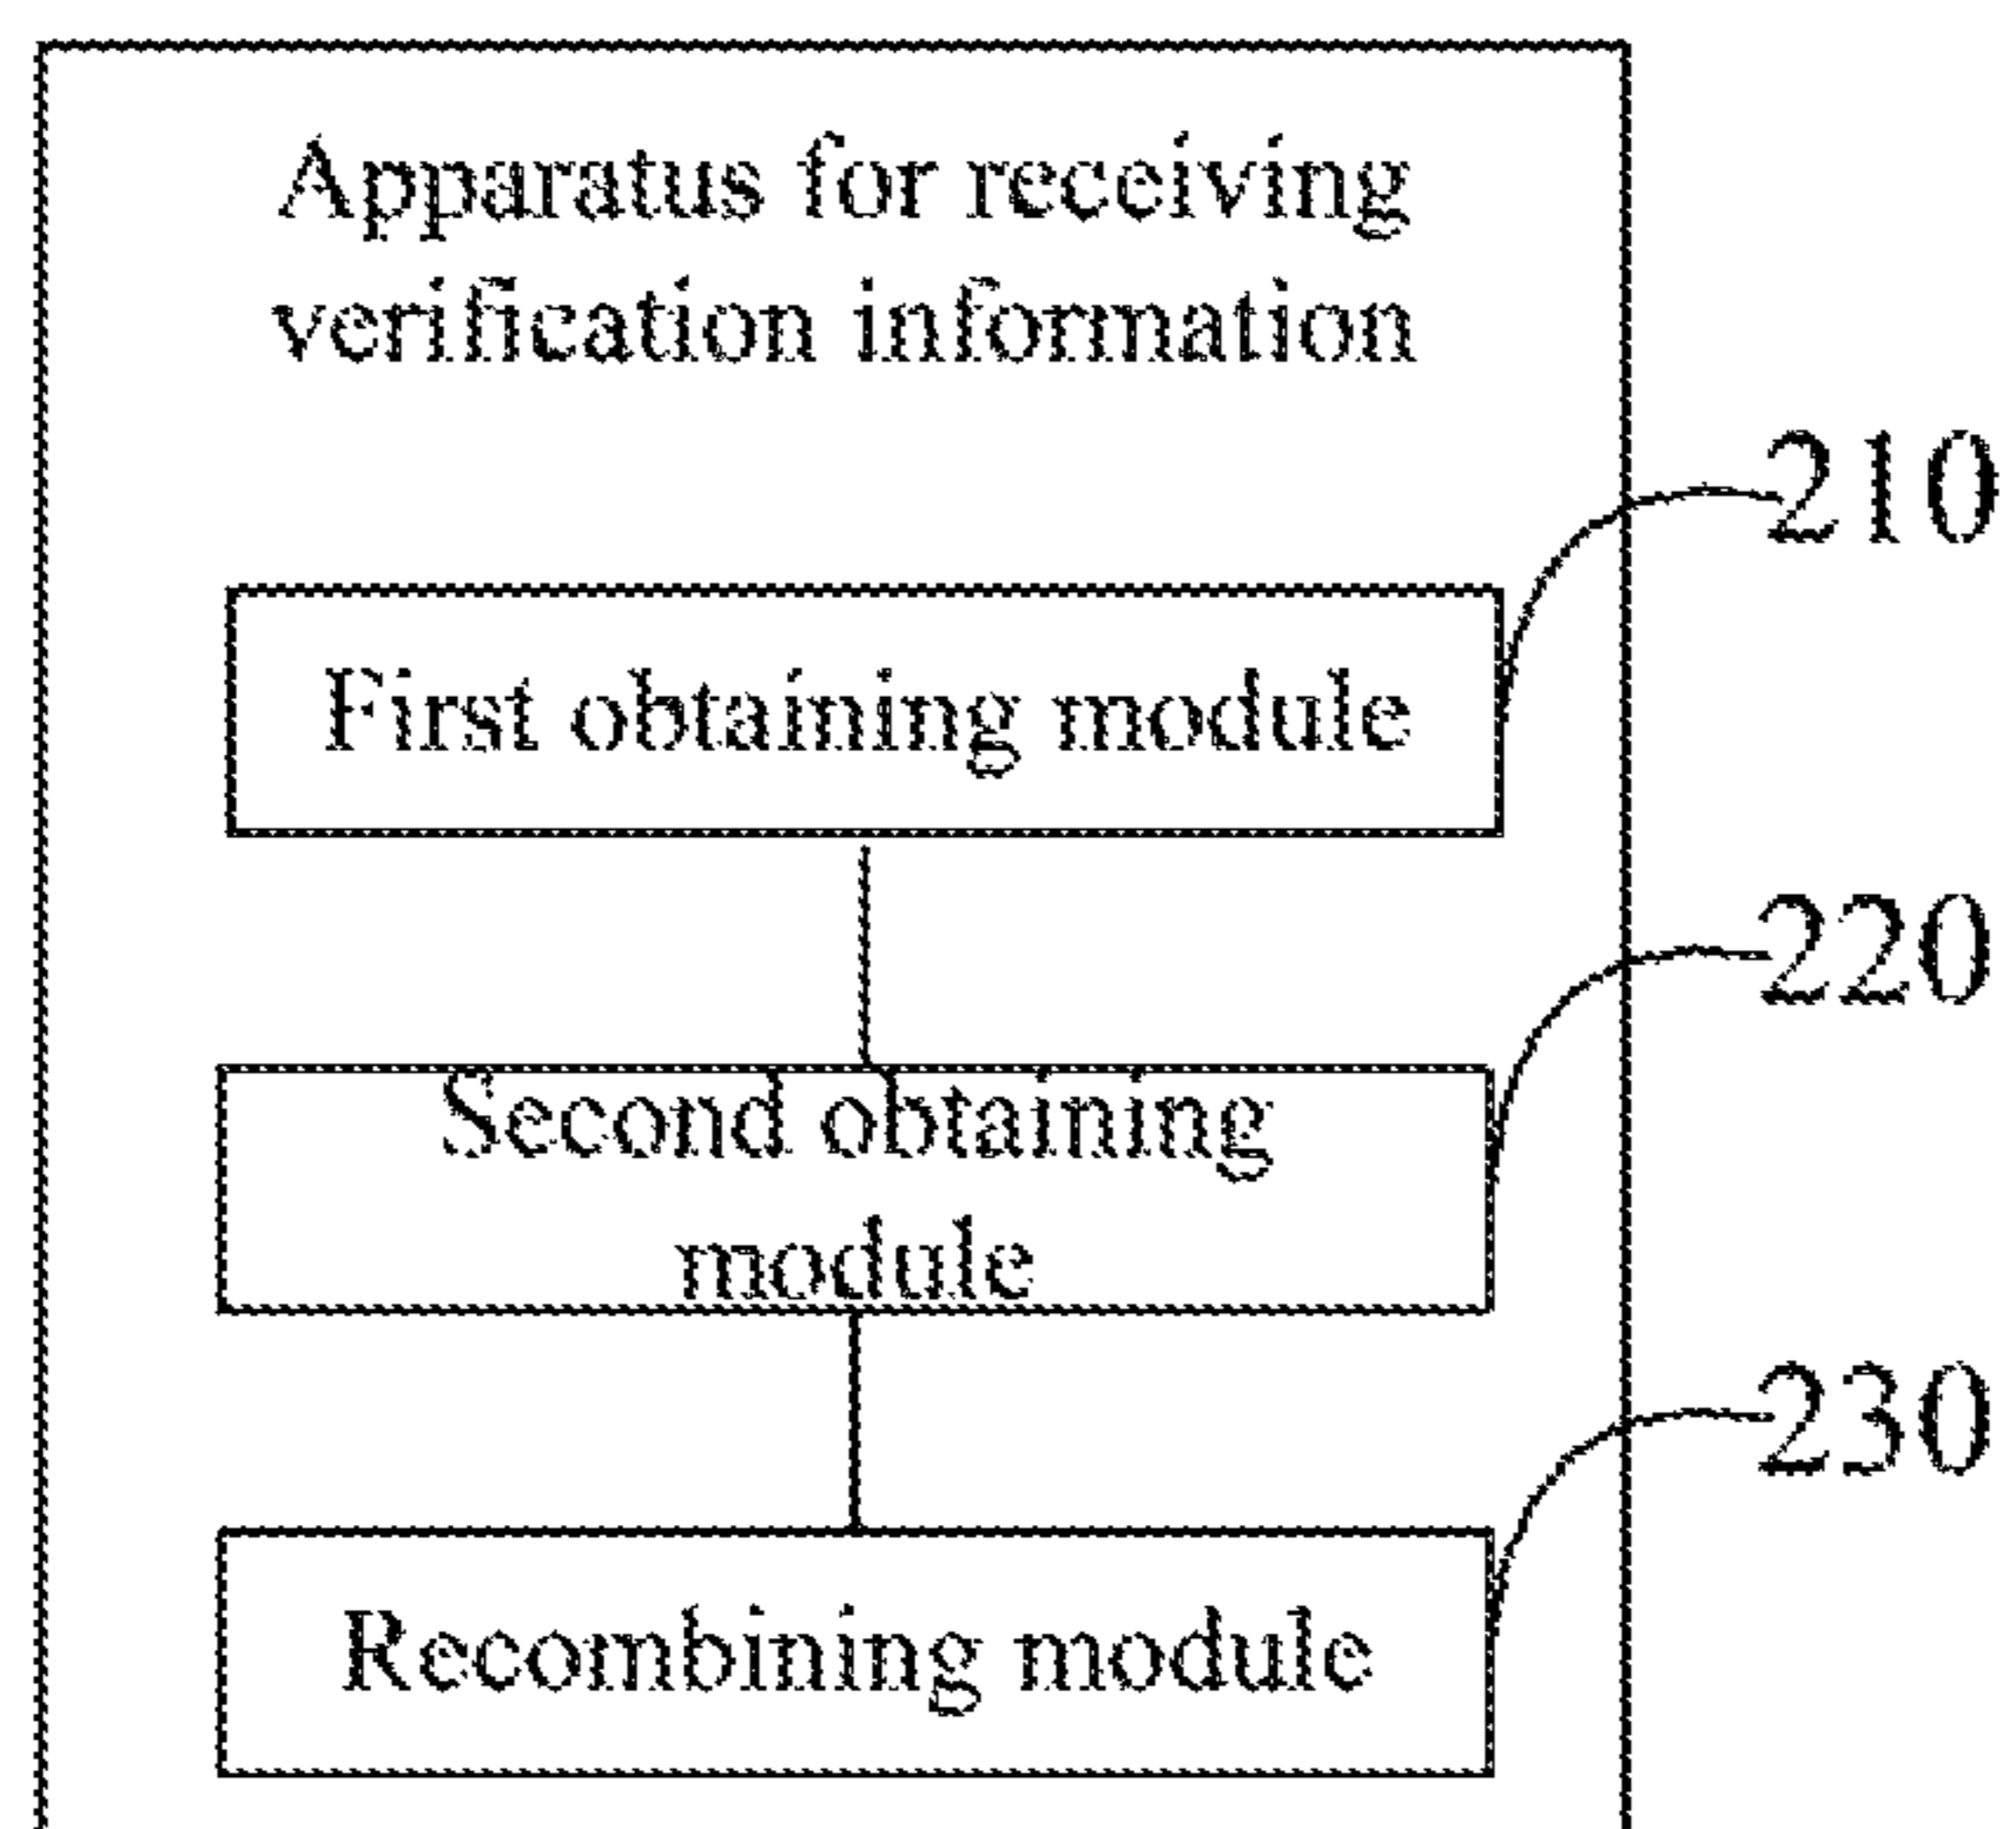 Apparatus for receiving
verification information
210
First obtaining module
220
Second obtaining
module
230
Recombining module